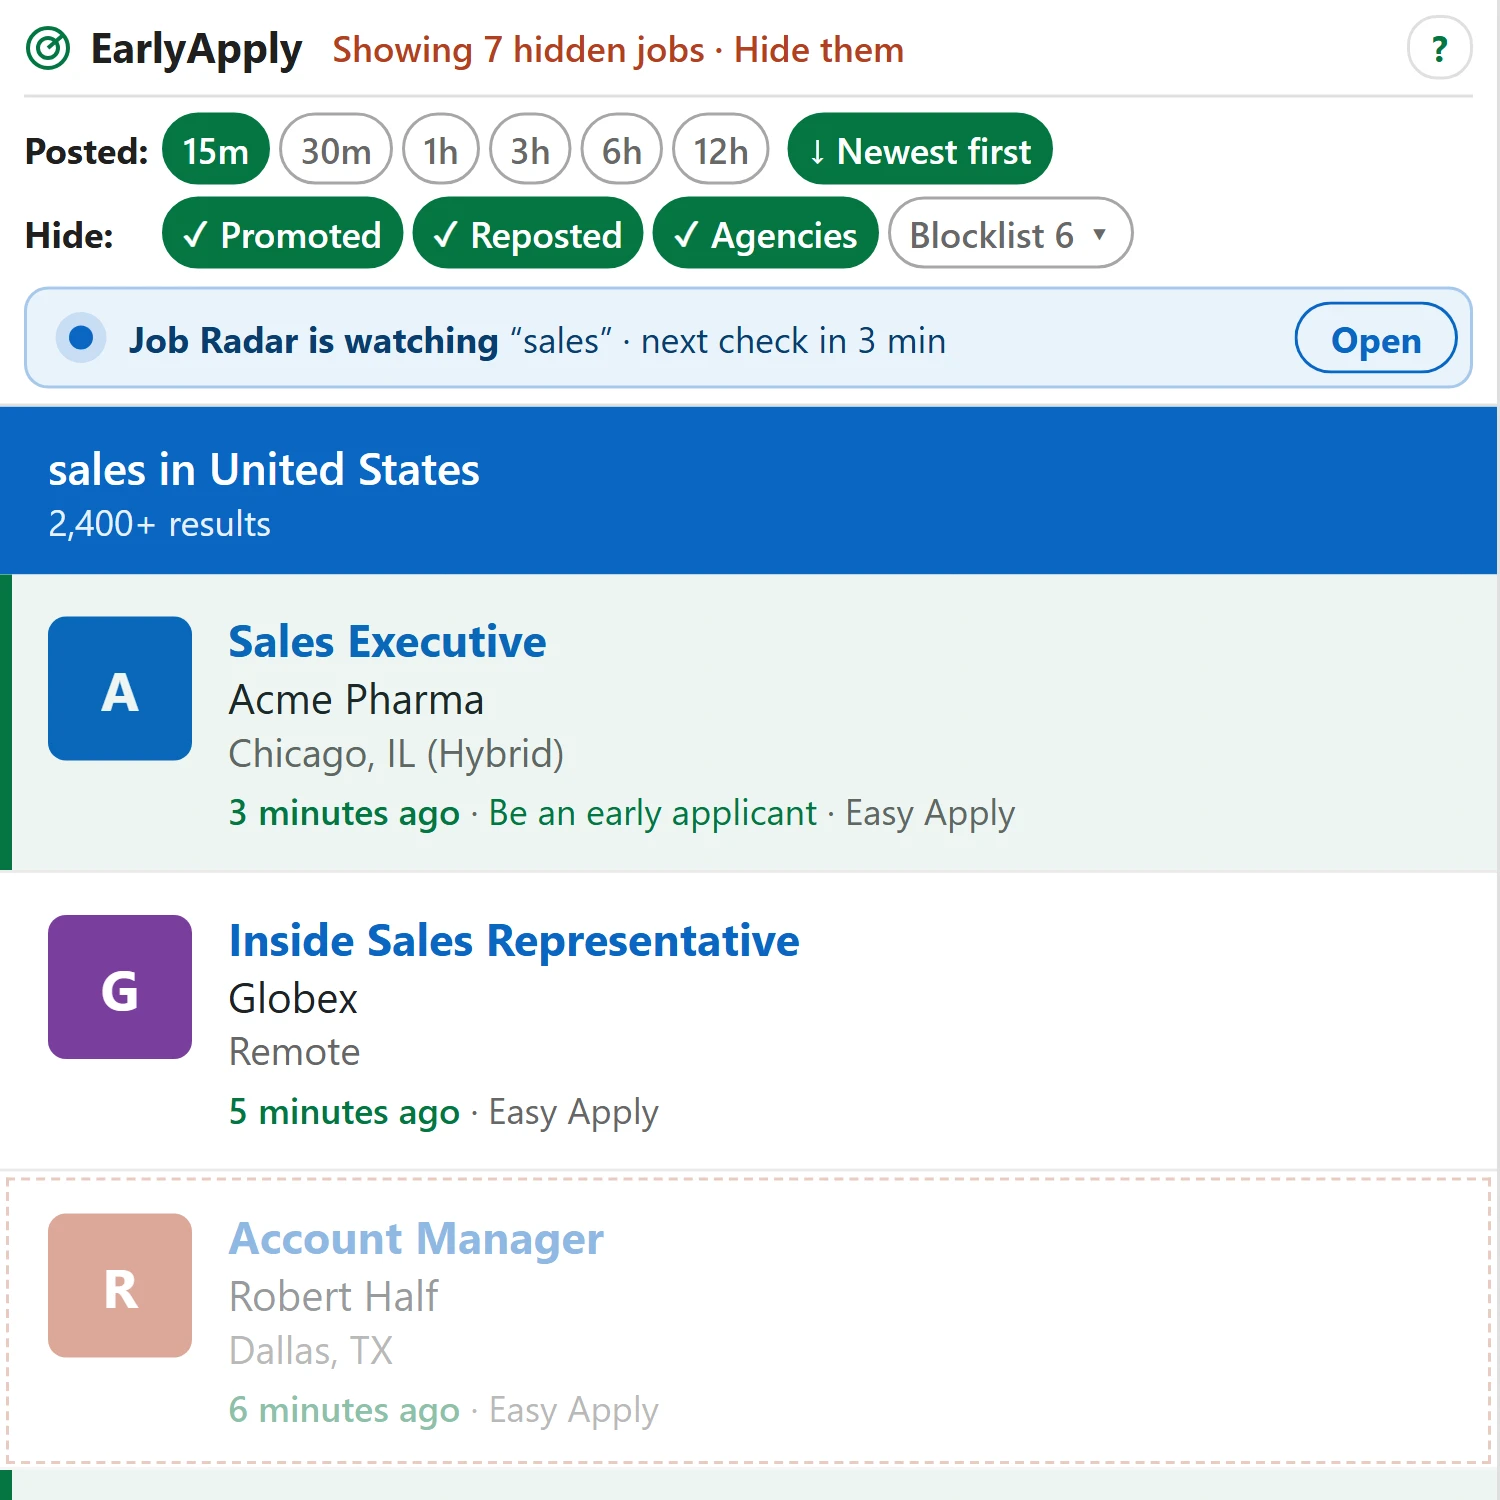 EarlyApply Showing 7 hidden jobs · Hide them ?
Posted: 15m 30m 1h 3h 6h 12h ↓ Newest first
Hide: ✓ Promoted ✓ Reposted ✓ Agencies Blocklist 6 ▼
Job Radar is watching “sales” · next check in 3 min Open
sales in United States
2,400+ results
A
Sales Executive
Acme Pharma
Chicago, IL (Hybrid)
3 minutes ago · Be an early applicant · Easy Apply
G
Inside Sales Representative
Globex
Remote
5 minutes ago · Easy Apply
R
Account Manager
Robert Half
Dallas, TX
6 minutes ago · Easy Apply